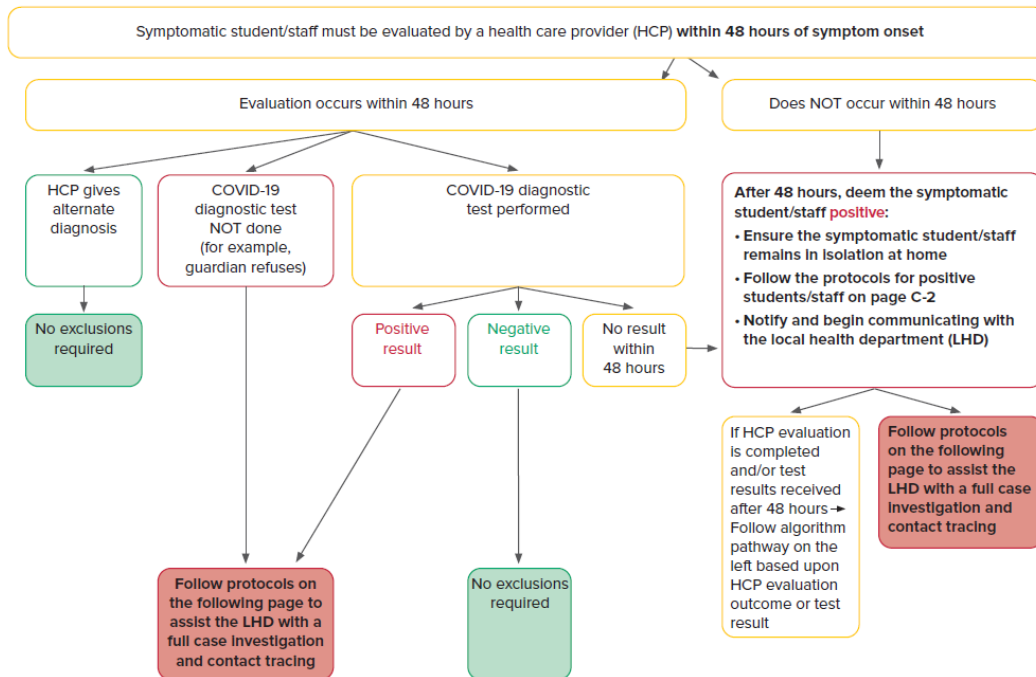 Symptomatic student/staff must be evaluated by a health care provider (HCP) within 48 hours of symptom onset
Evaluation occurs within 48 hours
Does NOT occur within 48 hours
HCP gives
alternate
diagnosis
COVID-19
diagnostic test
NOT done
(for example,
guardian refuses)
COVID-19 diagnostic
test performed
After 48 hours, deem the symptomatic
student/staff positive:
• Ensure the symptomatic student/staff
remains in isolation at home
• Follow the protocols for positive
students/staff on page C-2
• Notify and begin communicating with
the local health department (LHD)
No exclusions
required
Positive
result
Negative
result
No result
within
48 hours
If HCP evaluation
is completed
and/or test
results received
after 48 hours →
Follow algorithm
pathway on the
left based upon
HCP evaluation
outcome or test
result
Follow protocols
on the following
page to assist the
LHD with a full case
investigation and
contact tracing
Follow protocols on
the following page to
assist the LHD with a
full case investigation
and contact tracing
No exclusions
required